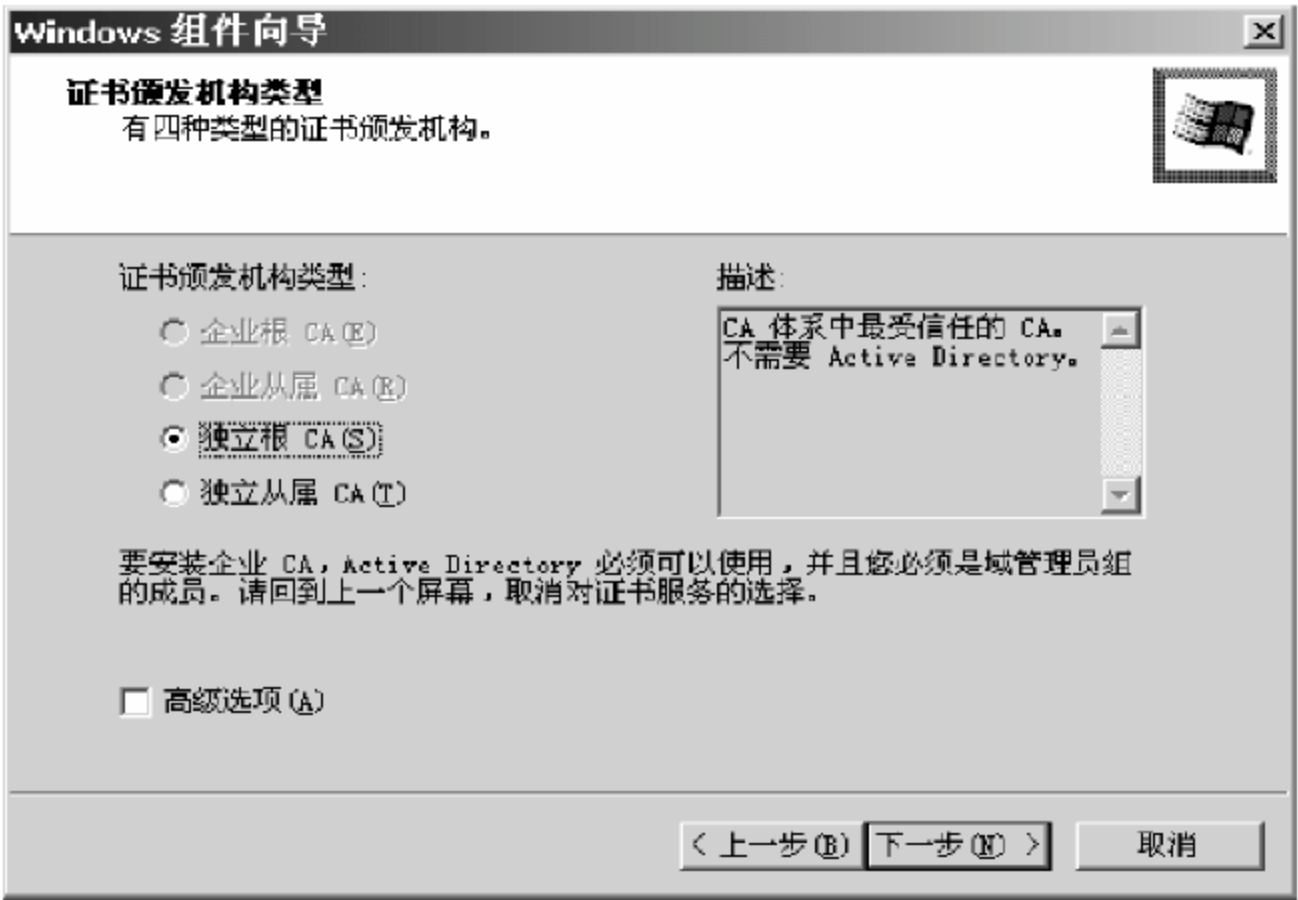 Windows 组件向导
证书颁发机构类型
有四种类型的证书颁发机构。
证书颁发机构类型:
企业根 CA(E)
企业从属 CA(R)
独立根 CA(S)
独立从属 CA(T)
描述:
CA 体系中最受信任的 CA。
不需要 Active Directory。
要安装企业 CA，Active Directory 必须可以使用，并且您必须是域管理员组
的成员。请回到上一个屏幕，取消对证书服务的选择。
高级选项(A)
< 上一步(B) 下一步(N) > 取消